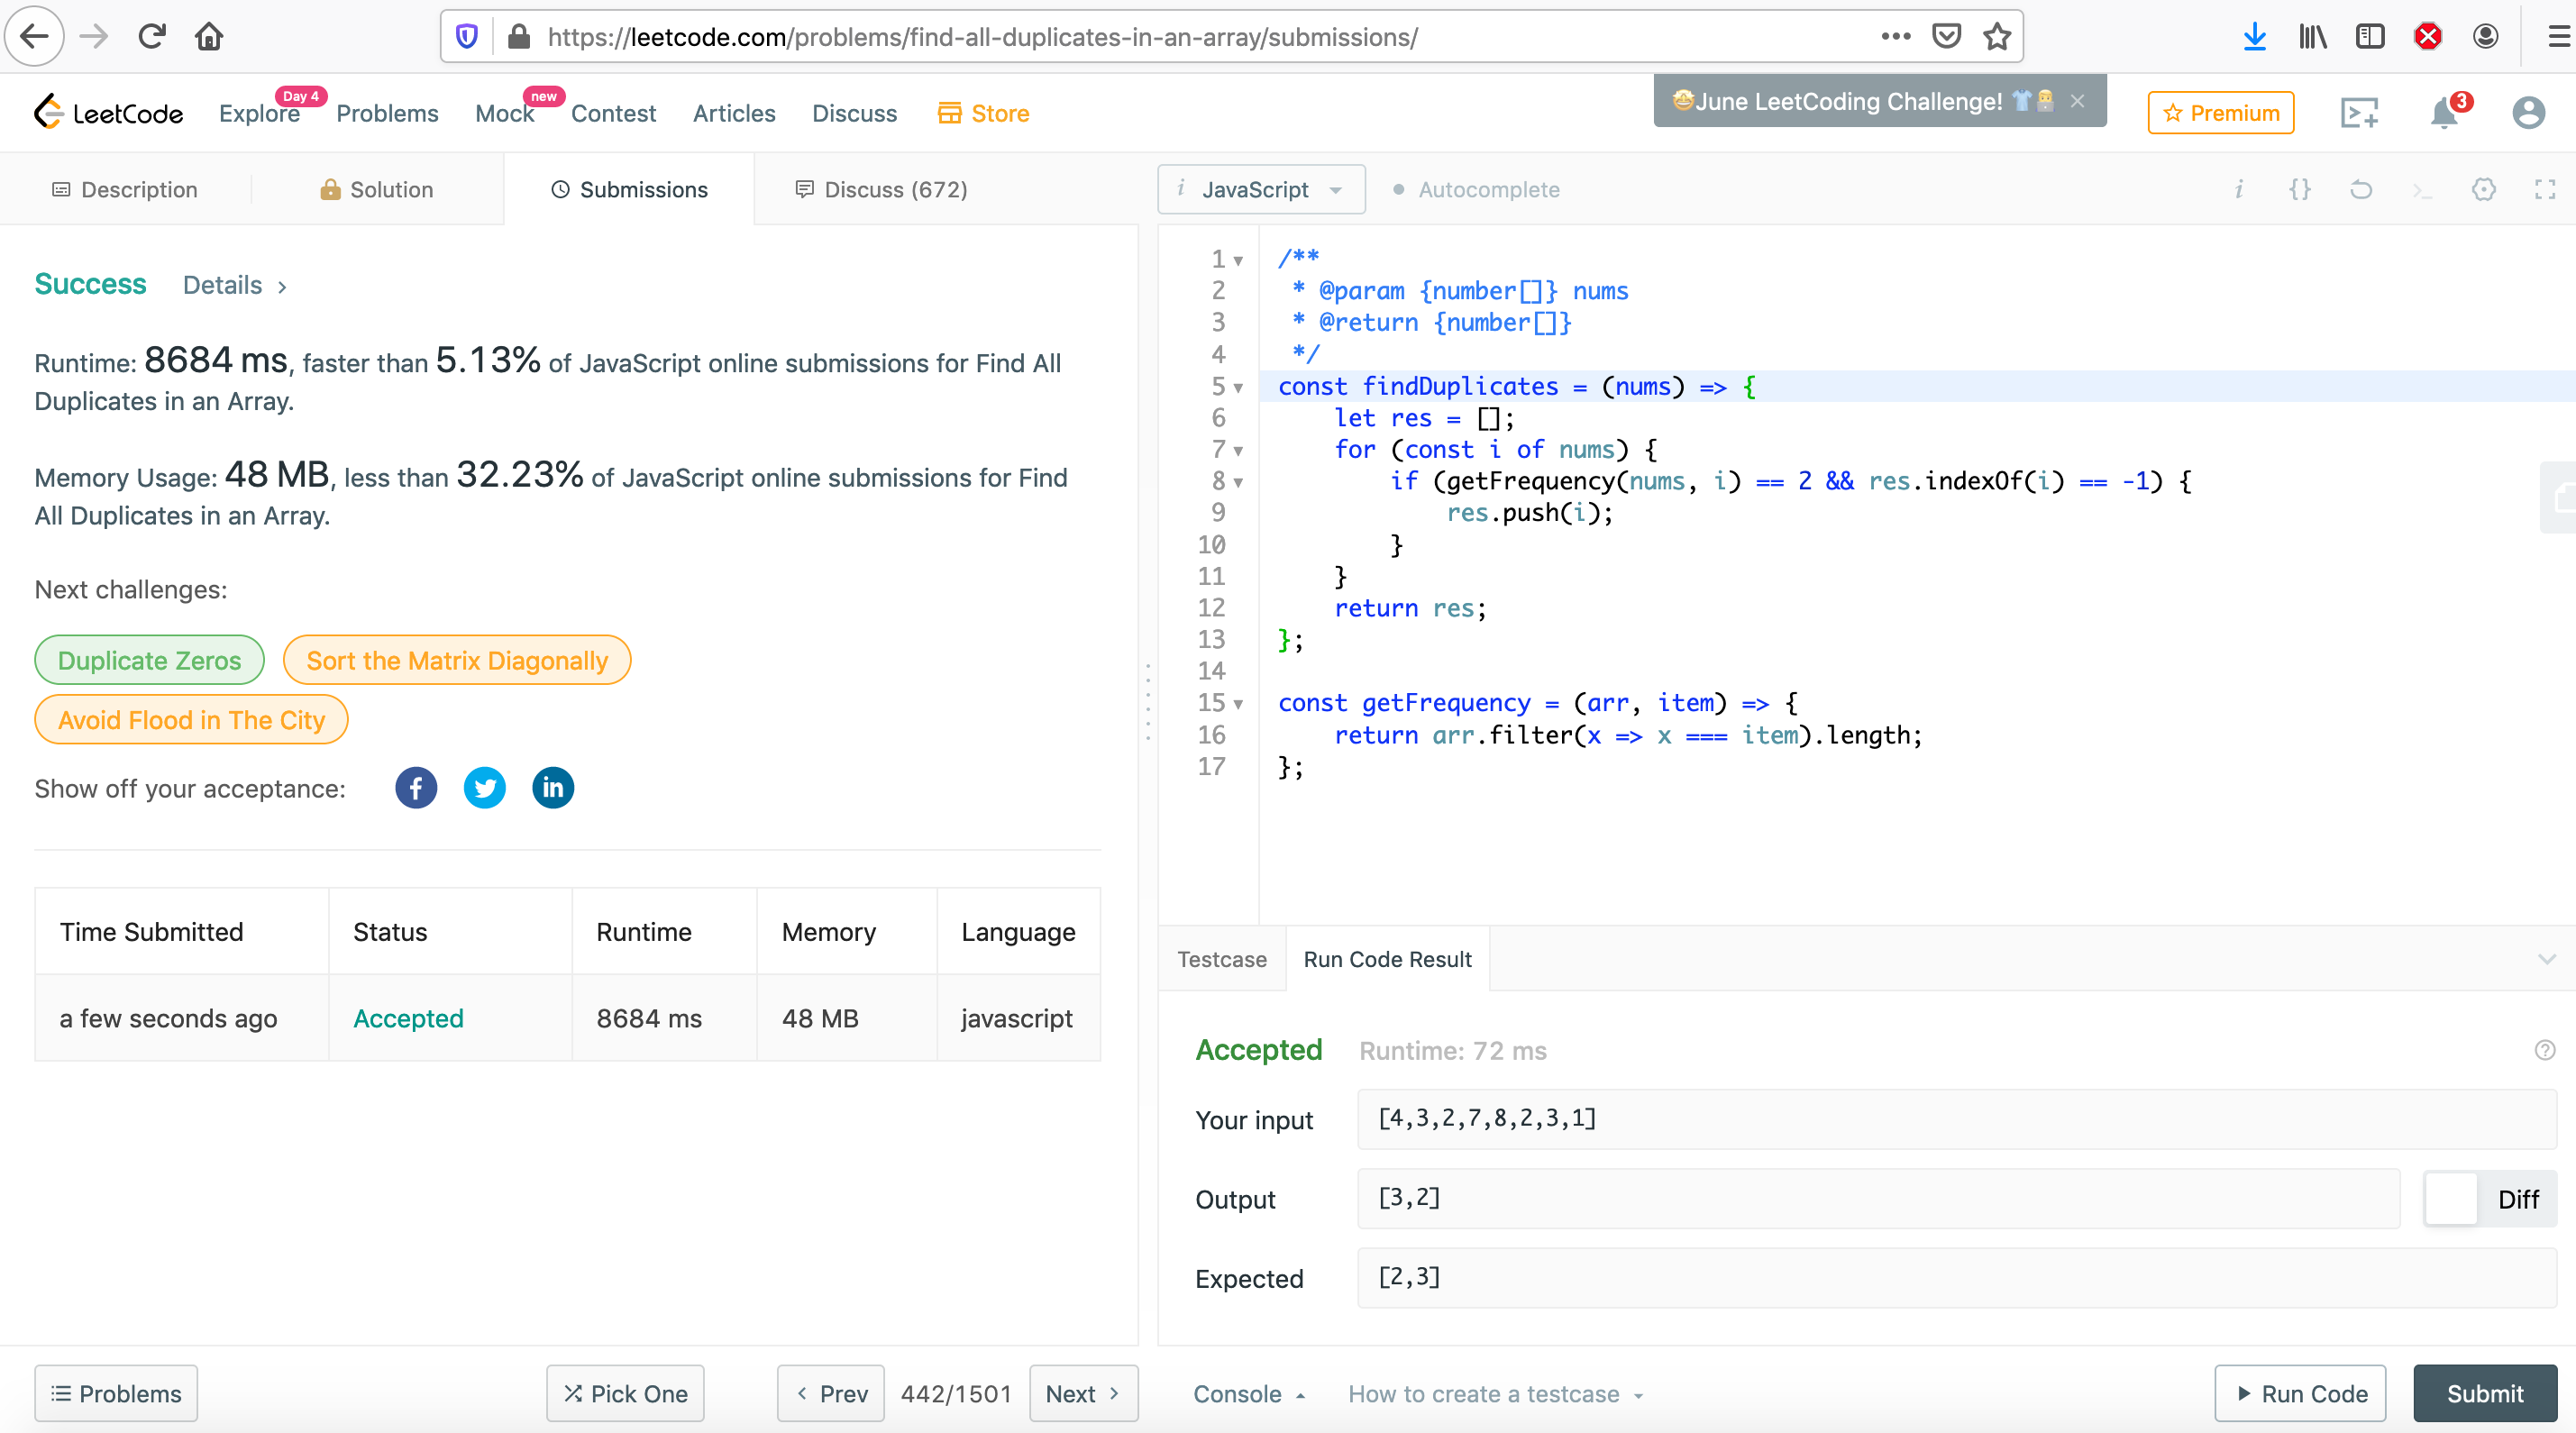 https://leetcode.com/problems/find-all-duplicates-in-an-array/submissions/
LeetCode
Explore
Day 4
Problems
Mock
new
Contest
Articles
Discuss
Store
🤩June LeetCoding Challenge! 👕
Premium
3
Description
Solution
Submissions
Discuss (672)
i JavaScript
Autocomplete
i {}
Success Details >
Runtime: 8684 ms, faster than 5.13% of JavaScript online submissions for Find All
Duplicates in an Array.
Memory Usage: 48 MB, less than 32.23% of JavaScript online submissions for Find
All Duplicates in an Array.
Next challenges:
Duplicate Zeros
Sort the Matrix Diagonally
Avoid Flood in The City
Show off your acceptance:
f
in
Time Submitted Status Runtime Memory Language
a few seconds ago Accepted 8684 ms 48 MB javascript
1 /**
2  * @param {number[]} nums
3  * @return {number[]}
4  */
5 const findDuplicates = (nums) => {
6     let res = [];
7     for (const i of nums) {
8         if (getFrequency(nums, i) == 2 && res.indexOf(i) == -1) {
9             res.push(i);
10         }
11     }
12     return res;
13 };
14
15 const getFrequency = (arr, item) => {
16     return arr.filter(x => x === item).length;
17 };
Testcase
Run Code Result
Accepted Runtime: 72 ms
?
Your input
[4,3,2,7,8,2,3,1]
Output
[3,2]
Diff
Expected
[2,3]
Problems
Pick One
< Prev
442/1501
Next >
Console
How to create a testcase
Run Code
Submit